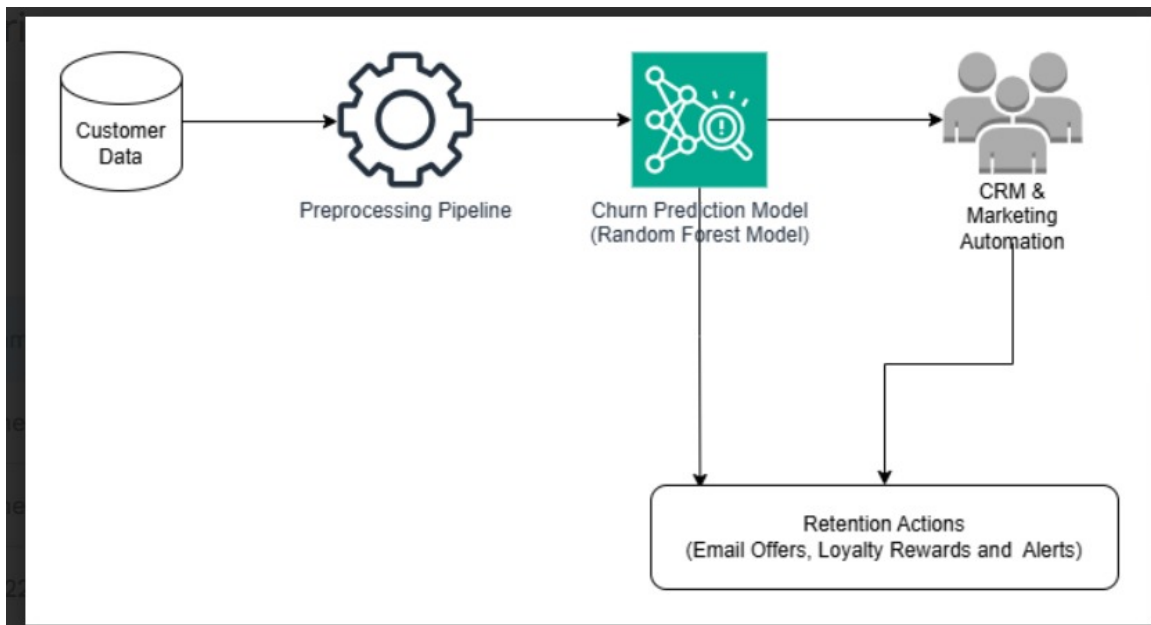 Customer
Data
Preprocessing Pipeline
Churn Prediction Model
(Random Forest Model)
CRM &
Marketing
Automation
Retention Actions
(Email Offers, Loyalty Rewards and Alerts)